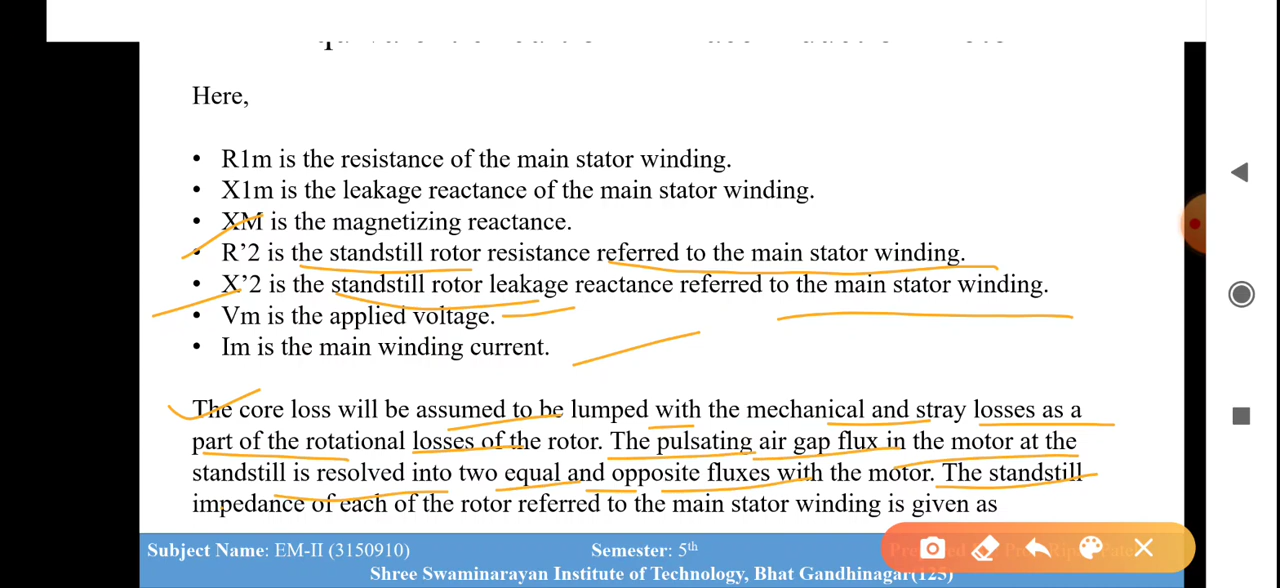 Here,
• R1m is the resistance of the main stator winding.
• X1m is the leakage reactance of the main stator winding.
• XM is the magnetizing reactance.
• R’2 is the standstill rotor resistance referred to the main stator winding.
• X’2 is the standstill rotor leakage reactance referred to the main stator winding.
• Vm is the applied voltage.
• Im is the main winding current.
The core loss will be assumed to be lumped with the mechanical and stray losses as a
part of the rotational losses of the rotor. The pulsating air gap flux in the motor at the
standstill is resolved into two equal and opposite fluxes with the motor. The standstill
impedance of each of the rotor referred to the main stator winding is given as
Subject Name: EM-II (3150910) Semester: 5th
Shree Swaminarayan Institute of Technology, Bhat Gandhinagar(125)